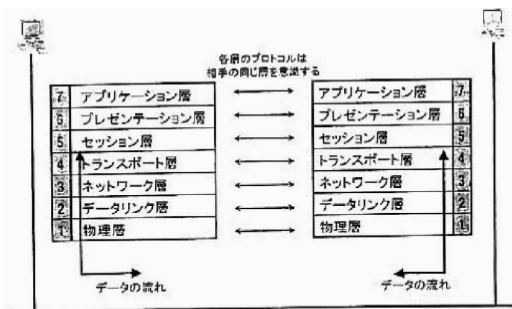 各層のプロトコルは
相手の同じ層を意識する
7 アプリケーション層
6 プレゼンテーション層
5 セッション層
4 トランスポート層
3 ネットワーク層
2 データリンク層
1 物理層
データの流れ
アプリケーション層 7
プレゼンテーション層 6
セッション層 5
トランスポート層 4
ネットワーク層 3
データリンク層 2
物理層 1
データの流れ